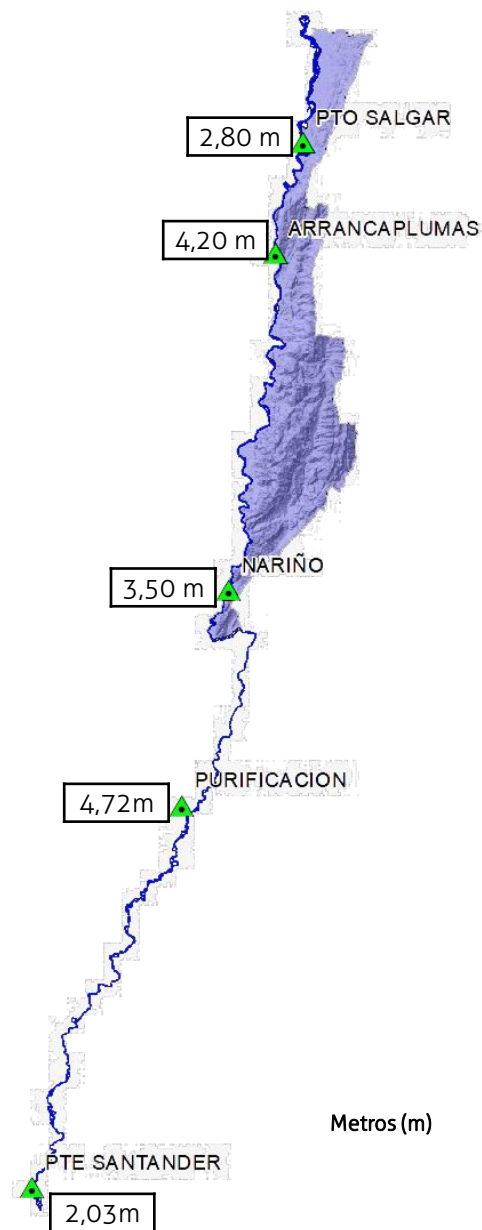 PTO SALGAR
2,80 m
ARRANCAPLUMAS
4,20 m
NARIÑO
3,50 m
PURIFICACION
4,72m
Metros (m)
PTE SANTANDER
2,03m